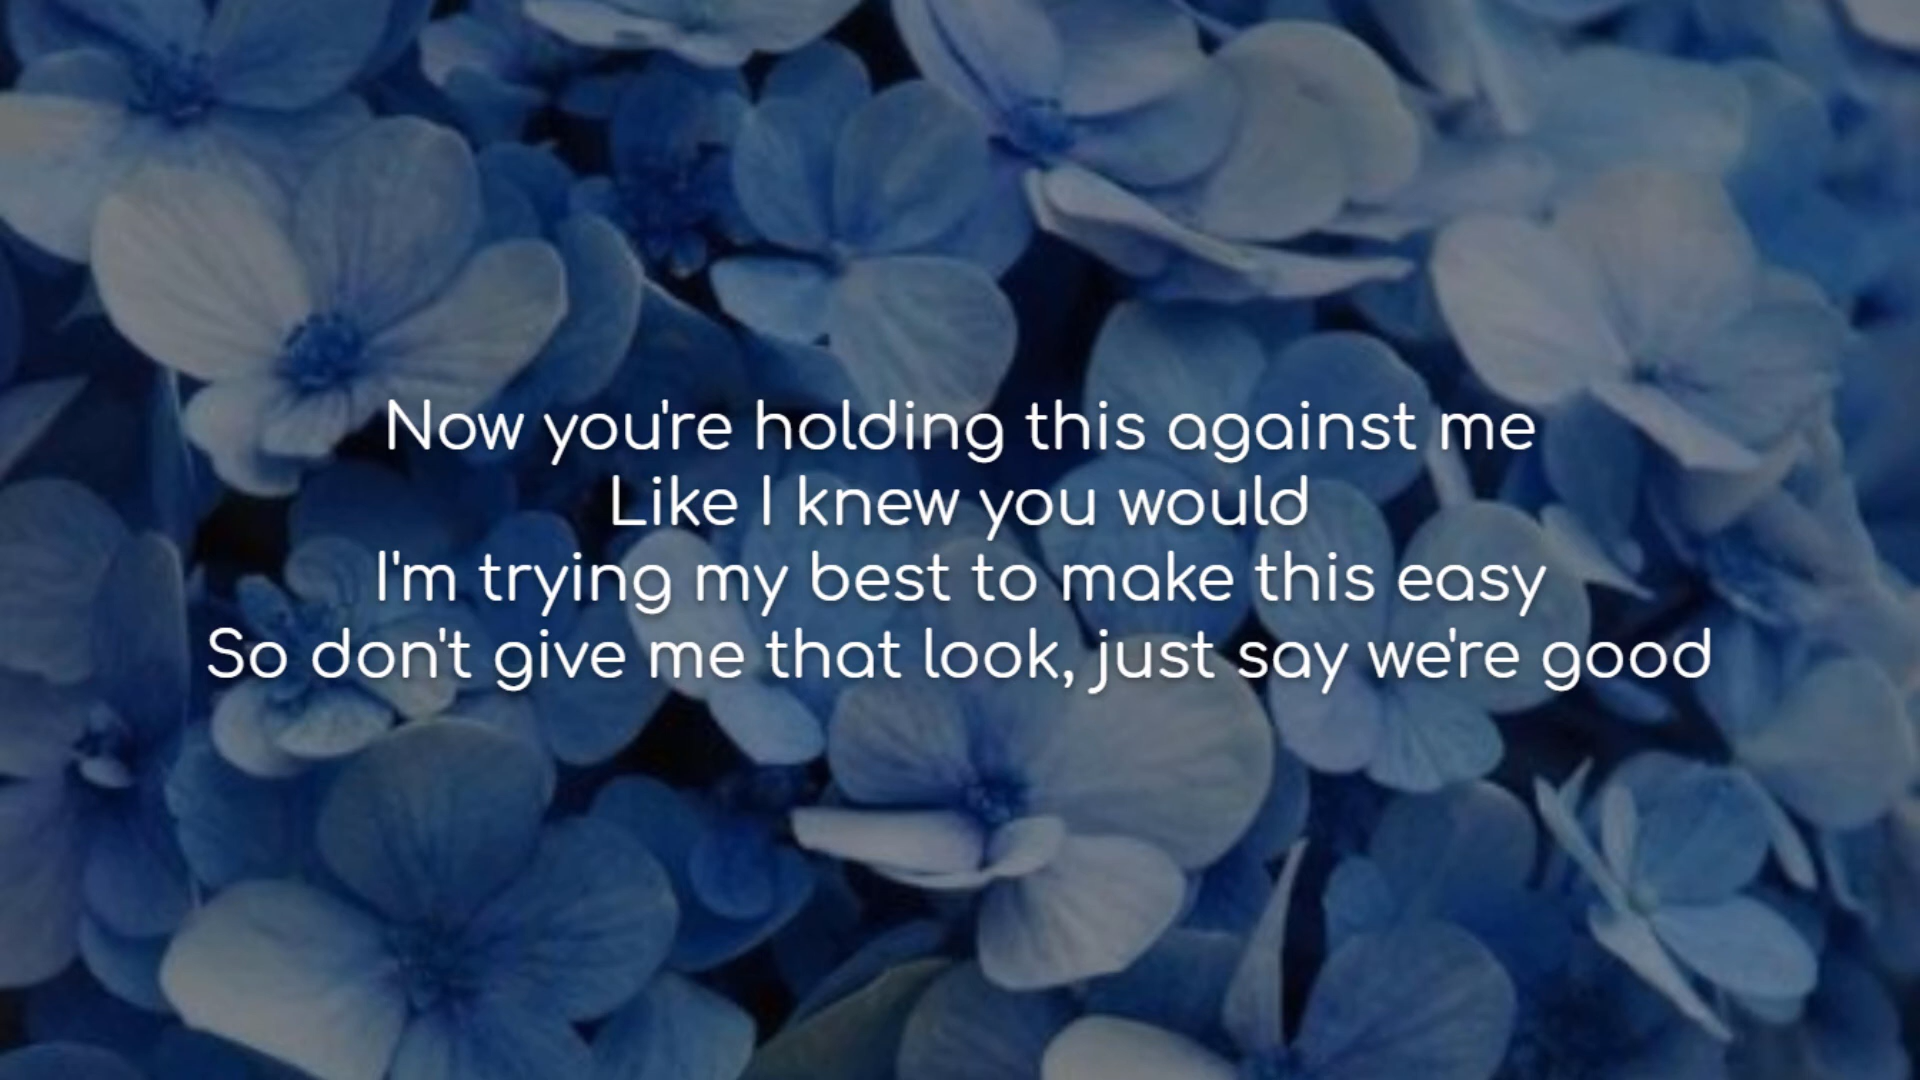 Now you're holding this against me
Like I knew you would
I'm trying my best to make this easy
So don't give me that look, just say we're good